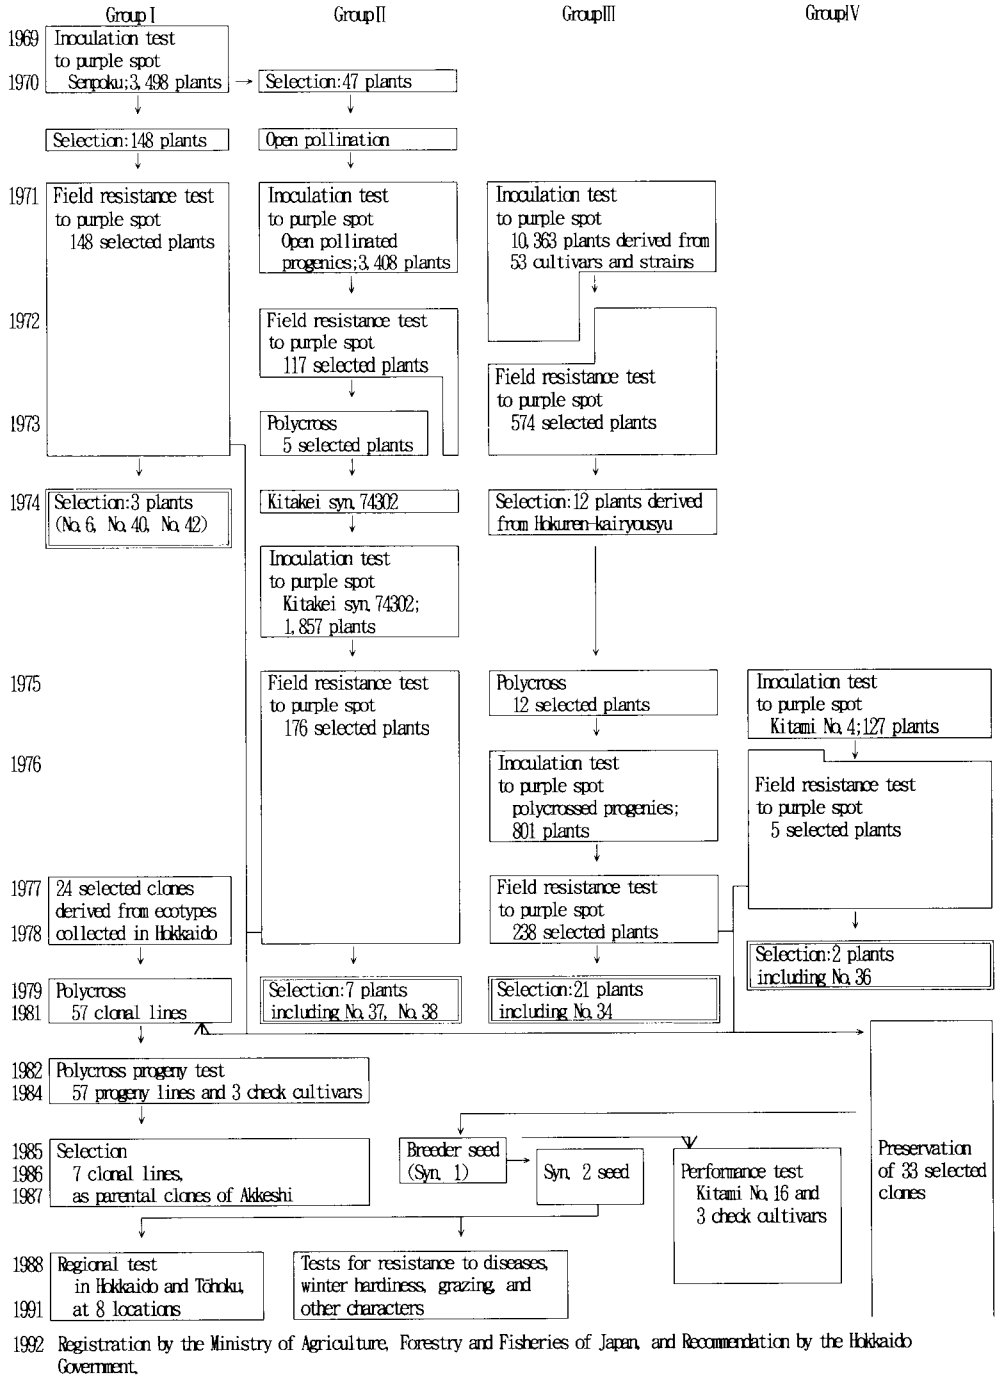 Group I
Group II
Group III
Group IV
1969
Inoculation test
to purple spot
1970
Senpoku;3,498 plants
Selection:47 plants
Selection:148 plants
Open pollination
1971
Field resistance test
to purple spot
148 selected plants
Inoculation test
to purple spot
Open pollinated
progenics;3,408 plants
Inoculation test
to purple spot
10,363 plants derived from
53 cultivars and strains
1972
Field resistance test
to purple spot
117 selected plants
Field resistance test
to purple spot
574 selected plants
1973
Polycross
5 selected plants
1974
Selection:3 plants
(No.6, No.40, No.42)
Kitakei syn.74302
Selection:12 plants derived
from Hokuren-kairyousyu
Inoculation test
to purple spot
Kitakei syn.74302;
1,857 plants
1975
Field resistance test
to purple spot
176 selected plants
Polycross
12 selected plants
Inoculation test
to purple spot
Kitami No.4;127 plants
1976
Inoculation test
to purple spot
polycrossed progenies;
801 plants
Field resistance test
to purple spot
5 selected plants
1977
24 selected clones
derived from ecotypes
1978
collected in Hokkaido
Field resistance test
to purple spot
238 selected plants
Selection:2 plants
including No.36
1979
Polycross
1981
57 clonal lines
Selection:7 plants
including No.37, No.38
Selection:21 plants
including No.34
1982
Polycross progeny test
1984
57 progeny lines and 3 check cultivars
1985
Selection
1986
7 clonal lines,
1987
as parental clones of Akkeshi
Breeder seed
(Syn. 1)
Syn. 2 seed
Performance test
Kitami No.16 and
3 check cultivars
Preservation
of 33 selected
clones
1988
Regional test
in Hokkaido and Tōhoku,
1991
at 8 locations
Tests for resistance to diseases,
winter hardiness, grazing, and
other characters
1992 Registration by the Ministry of Agriculture, Forestry and Fisheries of Japan, and Recommendation by the Hokkaido
Government.